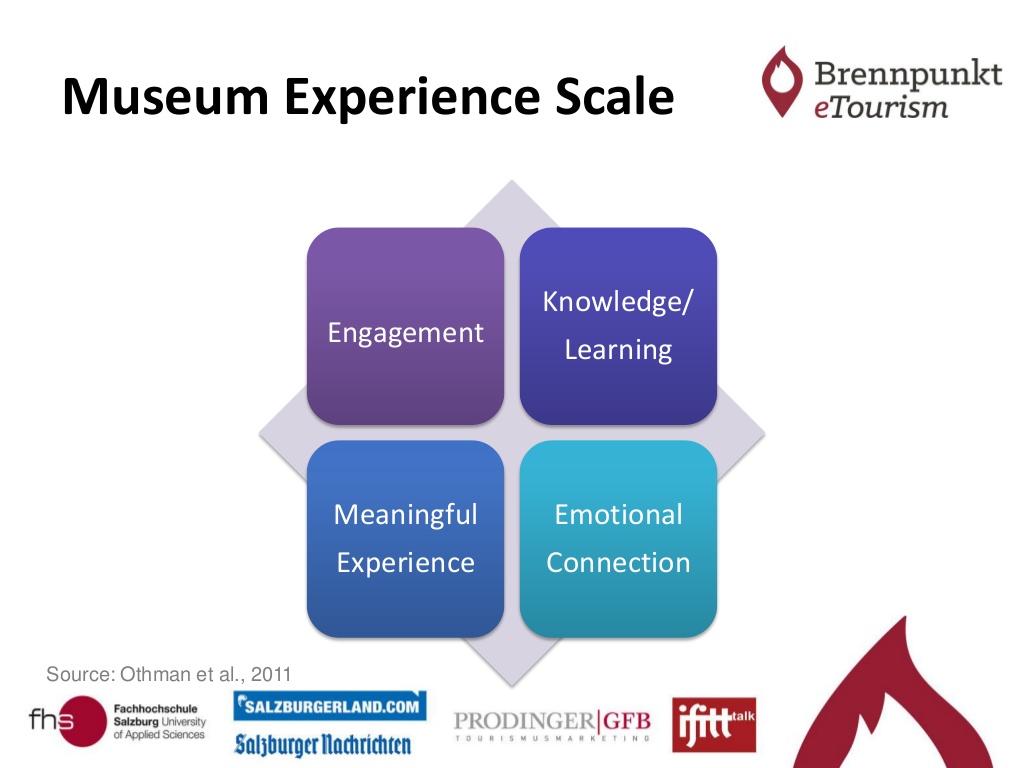 Museum Experience Scale
Brennpunkt
eTourism
Engagement
Knowledge/
Learning
Meaningful
Experience
Emotional
Connection
Source: Othman et al., 2011
fhs
Fachhochschule
Salzburg University
of Applied Sciences
SALZBURGERLAND.COM
Salzburger Nachrichten
PRODINGER|GFB
TOURISMUSMARKETING
ifitt talk